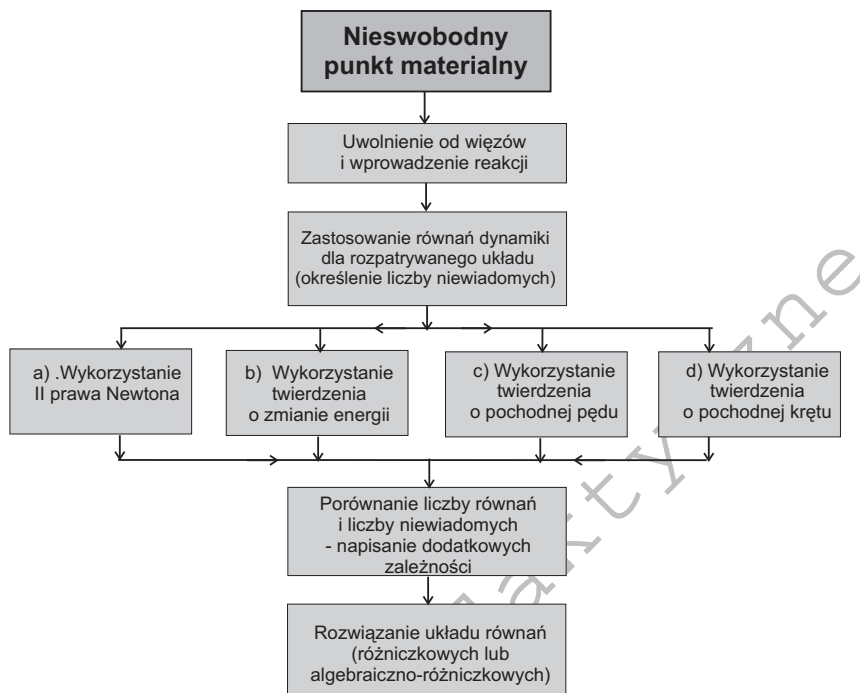 Nieswobodny
punkt materialny
Uwolnienie od więzów
i wprowadzenie reakcji
Zastosowanie równań dynamiki
dla rozpatrywanego układu
(określenie liczby niewiadomych)
a) .Wykorzystanie
II prawa Newtona
b) Wykorzystanie
twierdzenia
o zmianie energii
c) Wykorzystanie
twierdzenia
o pochodnej pędu
d) Wykorzystanie
twierdzenia
o pochodnej krętu
Porównanie liczby równań
i liczby niewiadomych
- napisanie dodatkowych
zależności
Rozwiązanie układu równań
(różniczkowych lub
algebraiczno-różniczkowych)